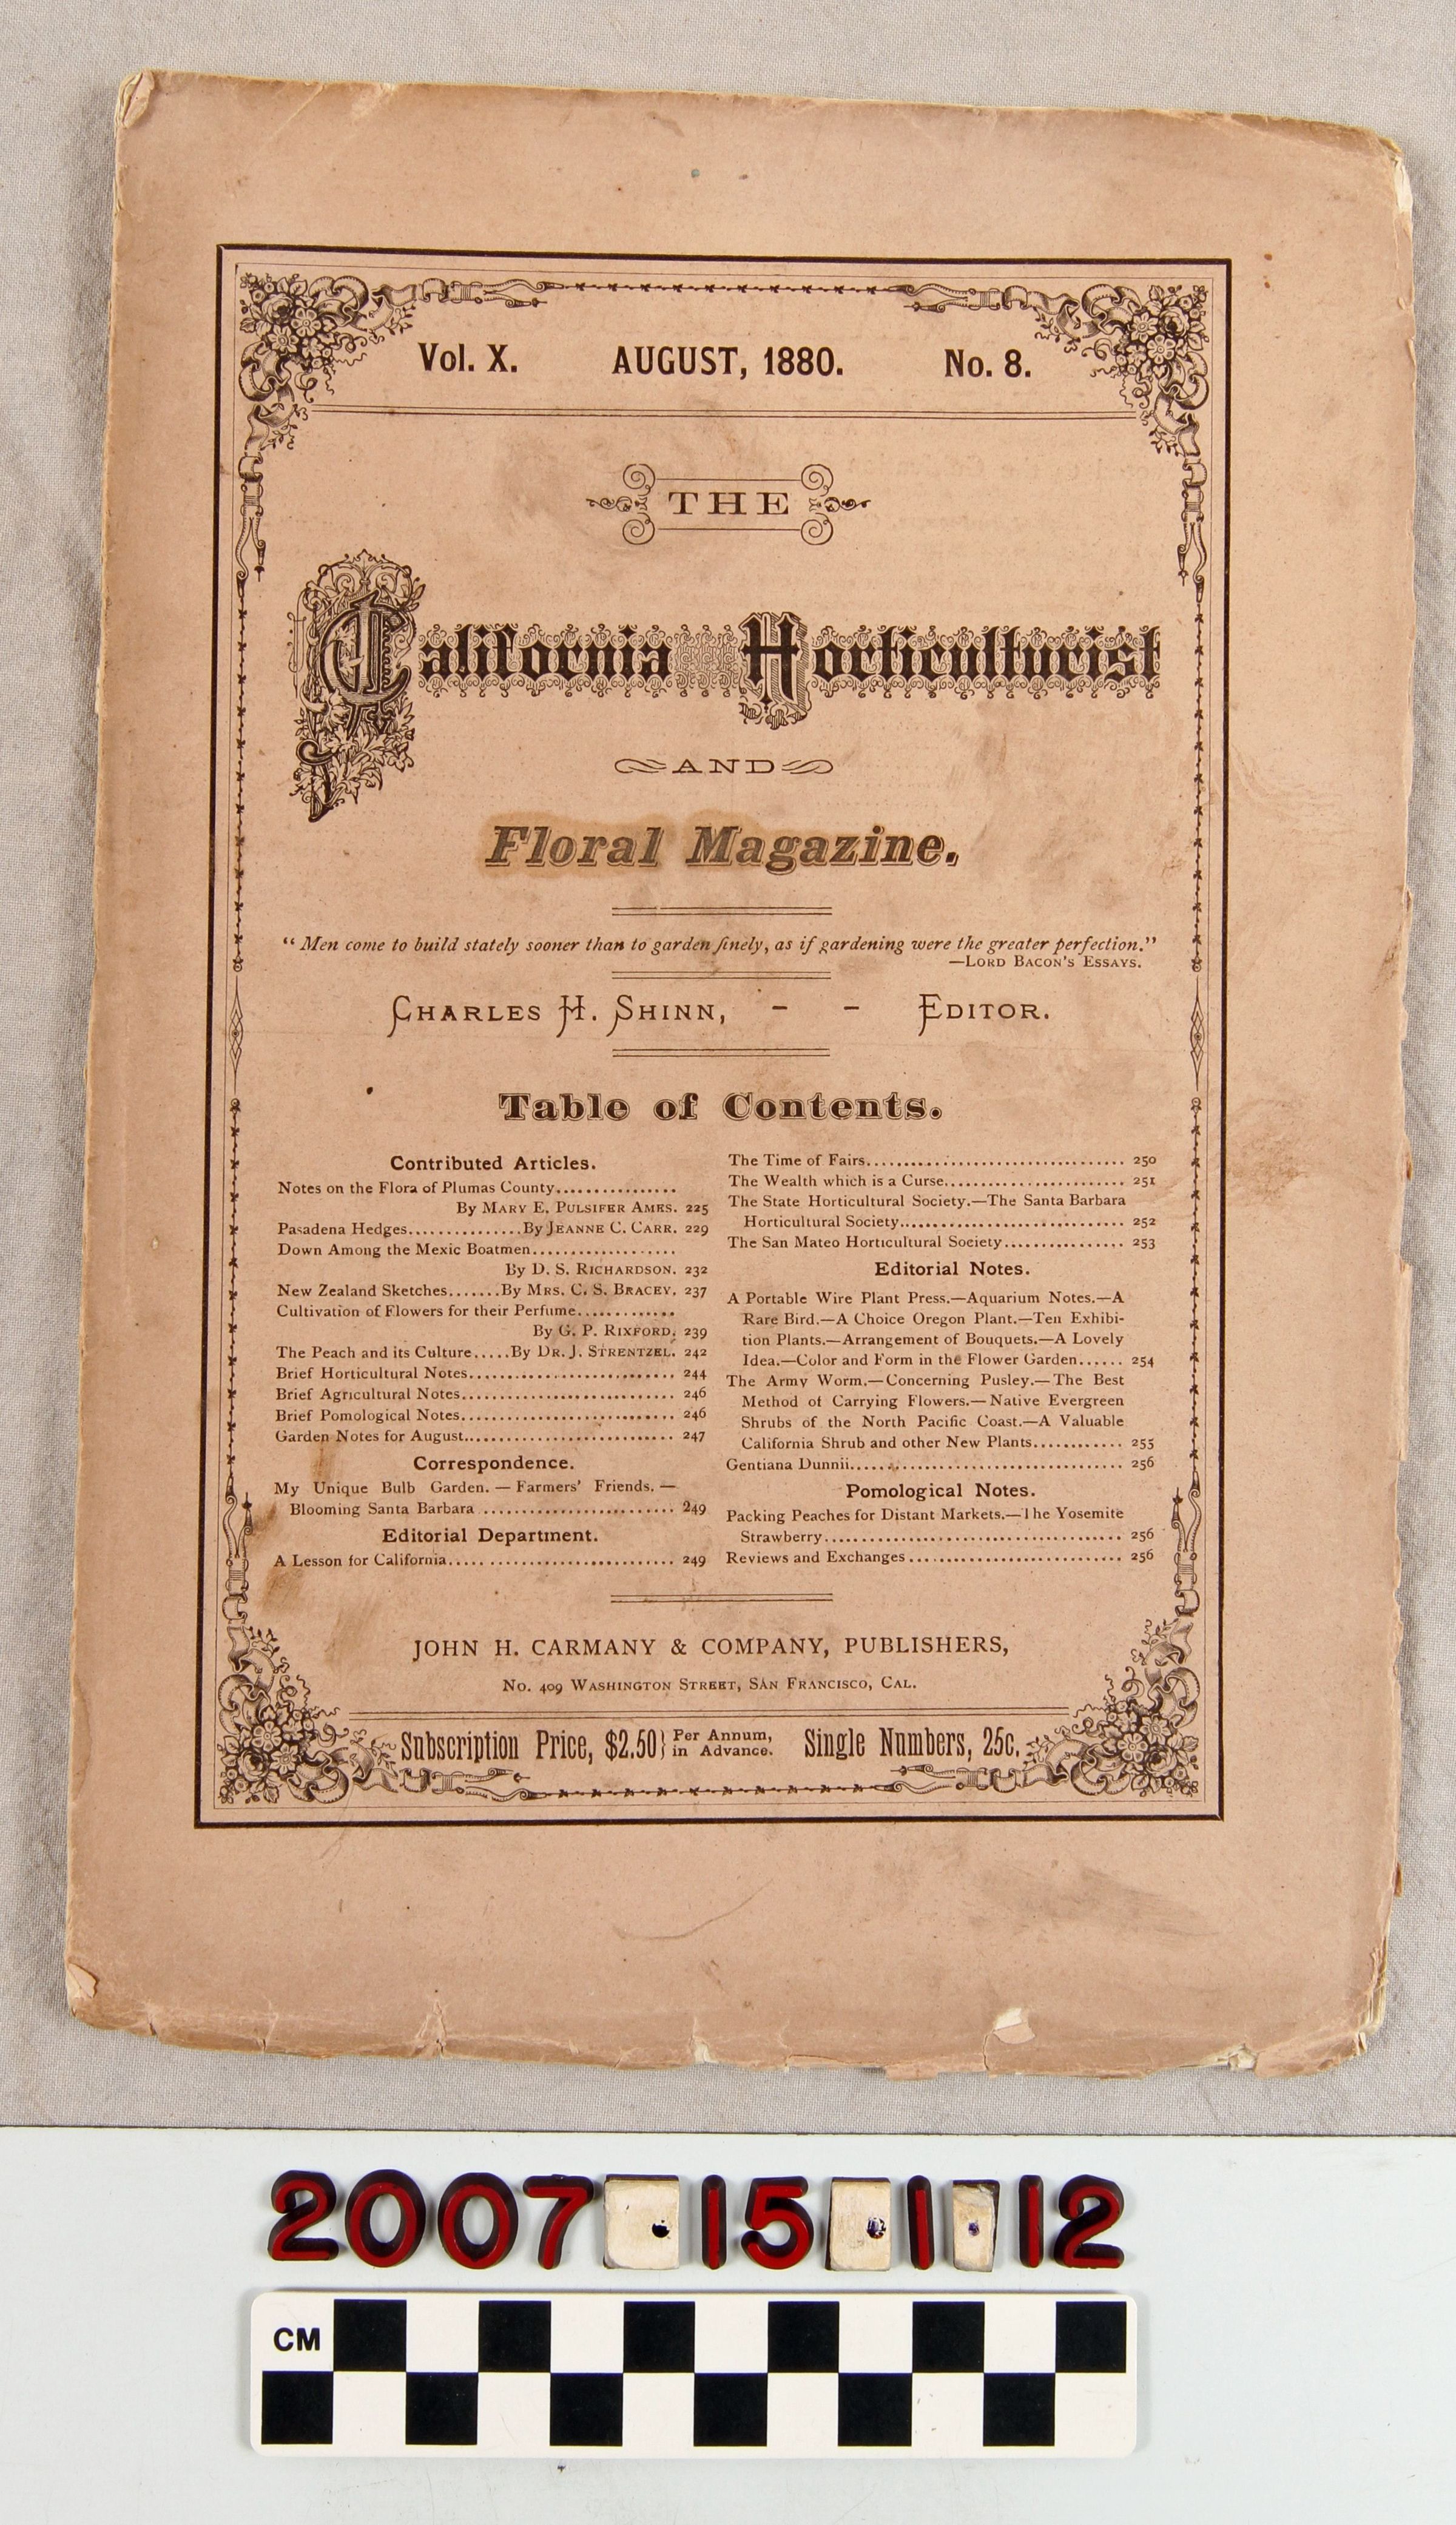 Vol. X. AUGUST, 1880. No. 8.
THE
California Horticulturist
AND
Floral Magazine.
"Men come to build stately sooner than to garden finely, as if gardening were the greater perfection."
—LORD BACON'S ESSAYS.
CHARLES H. SHINN, - - EDITOR.
Table of Contents.
Contributed Articles.
Notes on the Flora of Plumas County................
By MARY E. PULSIFER AMES. 225
Pasadena Hedges...............By JEANNE C. CARR. 229
Down Among the Mexic Boatmen...................
By D. S. RICHARDSON. 232
New Zealand Sketches.......By MRS. C. S. BRACEY. 237
Cultivation of Flowers for their Perfume.............
By G. P. RIXFORD. 239
The Peach and its Culture.....By DR. J. STRENTZEL. 242
Brief Horticultural Notes............................ 244
Brief Agricultural Notes............................. 246
Brief Pomological Notes............................. 246
Garden Notes for August............................. 247
Correspondence.
My Unique Bulb Garden. — Farmers' Friends. —
Blooming Santa Barbara .......................... 249
Editorial Department.
A Lesson for California............................... 249
The Time of Fairs.................................... 250
The Wealth which is a Curse......................... 251
The State Horticultural Society.—The Santa Barbara
Horticultural Society............................... 252
The San Mateo Horticultural Society................ 253
Editorial Notes.
A Portable Wire Plant Press.—Aquarium Notes.—A
Rare Bird.—A Choice Oregon Plant.—Ten Exhibi-
tion Plants.—Arrangement of Bouquets.—A Lovely
Idea.—Color and Form in the Flower Garden...... 254
The Army Worm.—Concerning Pusley.—The Best
Method of Carrying Flowers.—Native Evergreen
Shrubs of the North Pacific Coast.—A Valuable
California Shrub and other New Plants............ 255
Gentiana Dunnii...................................... 256
Pomological Notes.
Packing Peaches for Distant Markets.—The Yosemite
Strawberry......................................... 256
Reviews and Exchanges.............................. 256
JOHN H. CARMANY & COMPANY, PUBLISHERS,
NO. 409 WASHINGTON STREET, SAN FRANCISCO, CAL.
Subscription Price, $2.50} Per Annum, in Advance. Single Numbers, 25c.
2007.15.1.12
CM